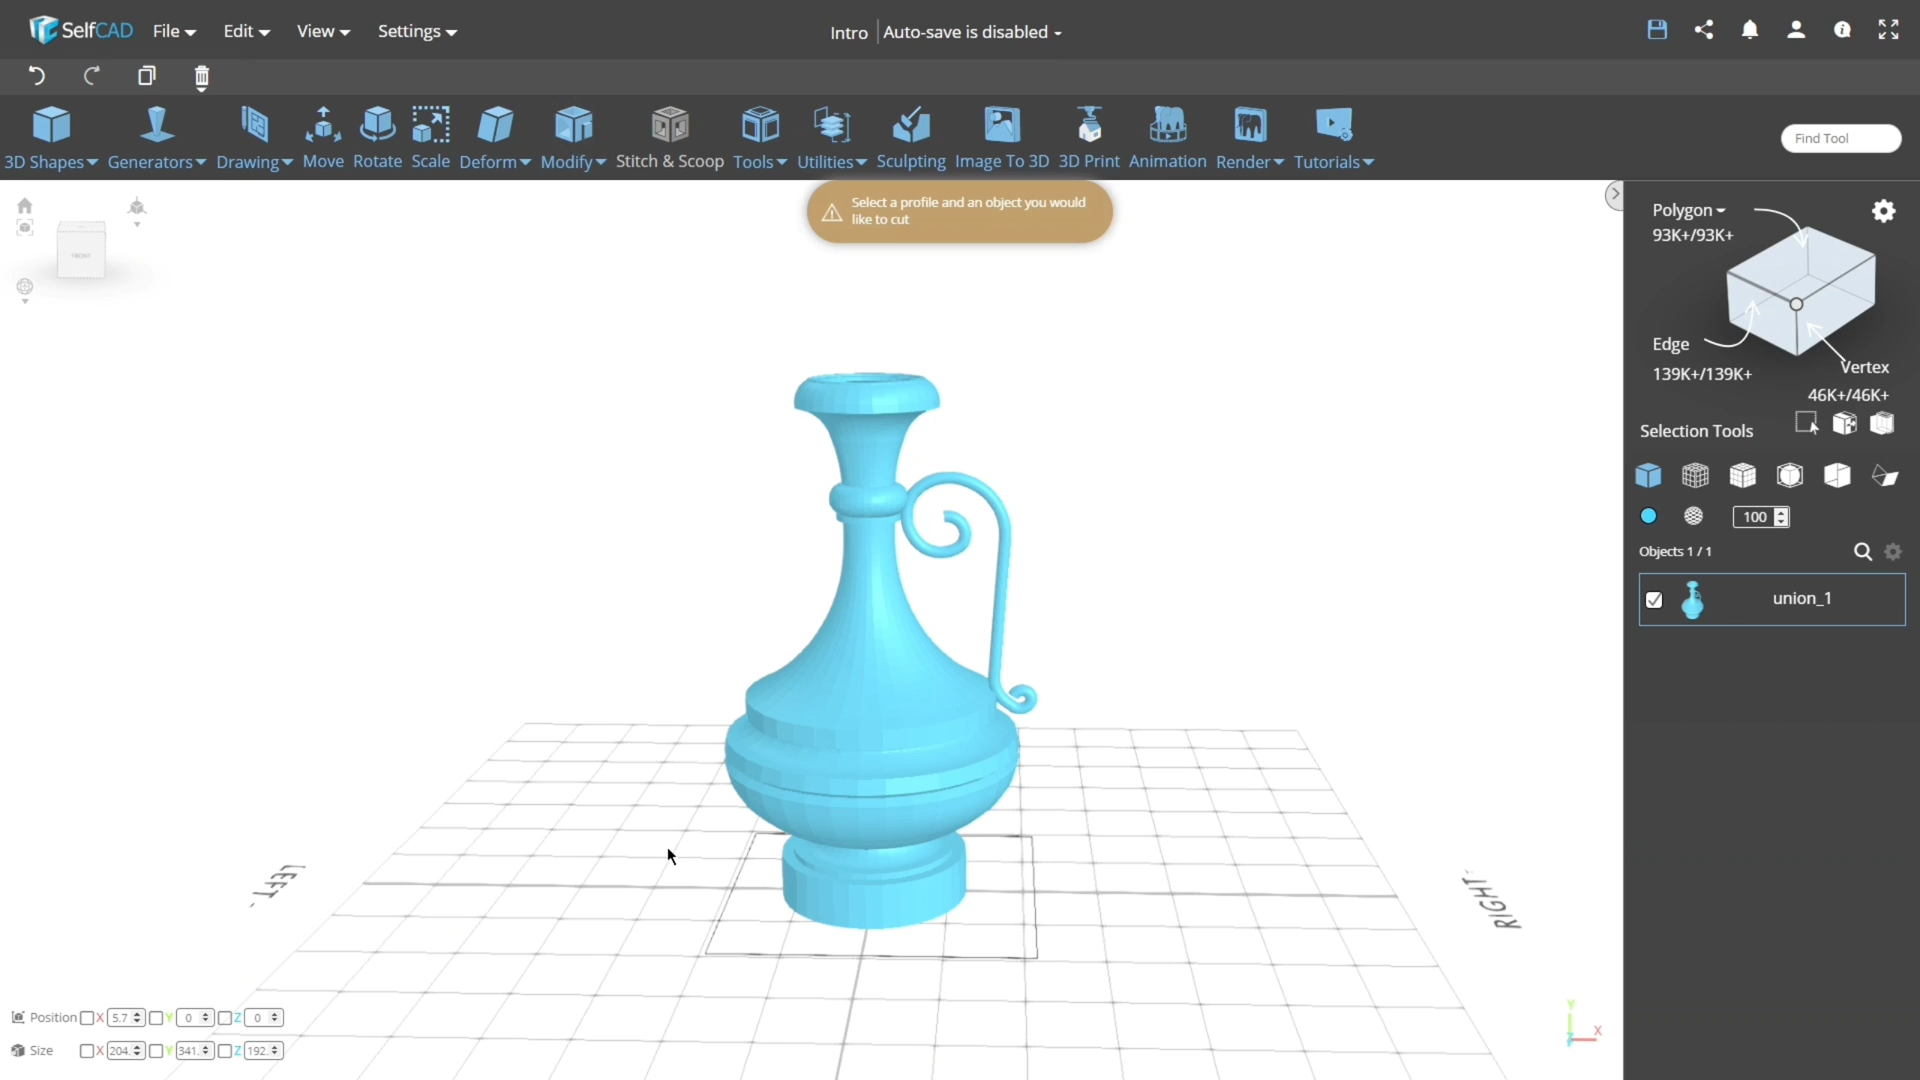 SelfCAD File Edit View Settings Intro Auto-save is disabled
3D Shapes Generators Drawing Move Rotate Scale Deform Modify Stitch & Scoop Tools Utilities Sculpting Image To 3D 3D Print Animation Render Tutorials Find Tool
Select a profile and an object you would
like to cut
FRONT
Polygon
93K+/93K+
Edge
139K+/139K+
Vertex
46K+/46K+
Selection Tools
100
Objects 1 / 1
union_1
LEFT
RIGHT
Position X 5.7 Y 0 Z 0
Size X 204. Y 341. Z 192.
Y
X
Z